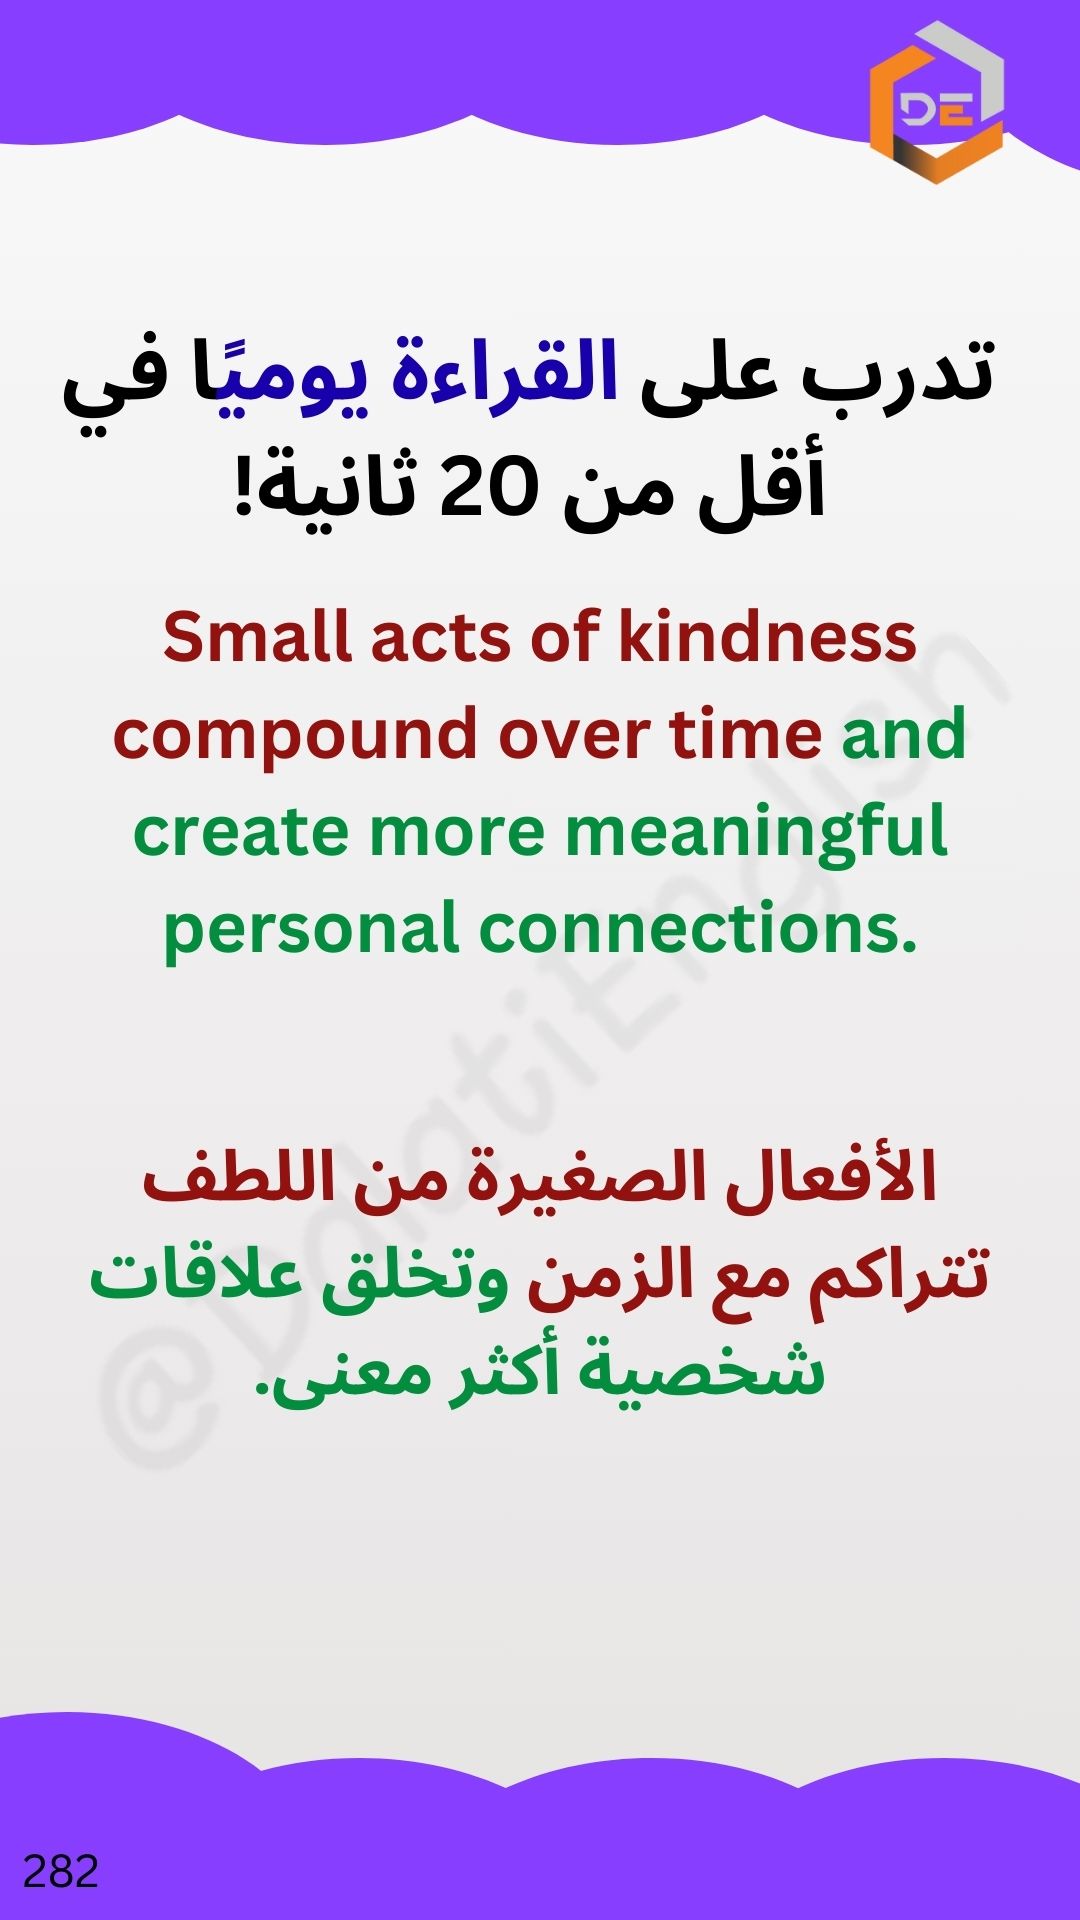 DE
تدرب على القراءة يوميًا في
أقل من 20 ثانية!
Small acts of kindness
compound over time and
create more meaningful
personal connections.
@DdlatiEnglish
الأفعال الصغيرة من اللطف
تتراكم مع الزمن وتخلق علاقات
شخصية أكثر معنى.
282